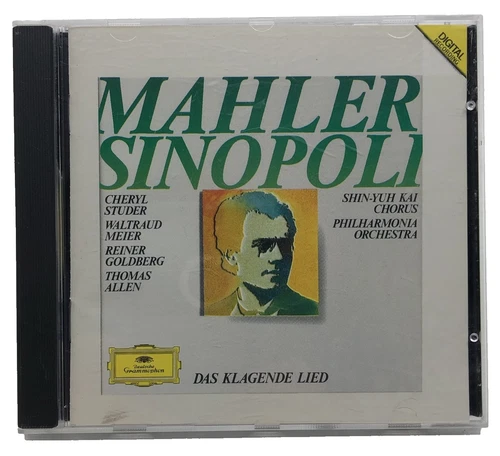 DIGITAL
RECORDING
MAHLER
SINOPOLI
CHERYL
STUDER
WALTRAUD
MEIER
REINER
GOLDBERG
THOMAS
ALLEN
SHIN-YUH KAI
CHORUS
PHILHARMONIA
ORCHESTRA
Deutsche
Grammophon
DAS KLAGENDE LIED